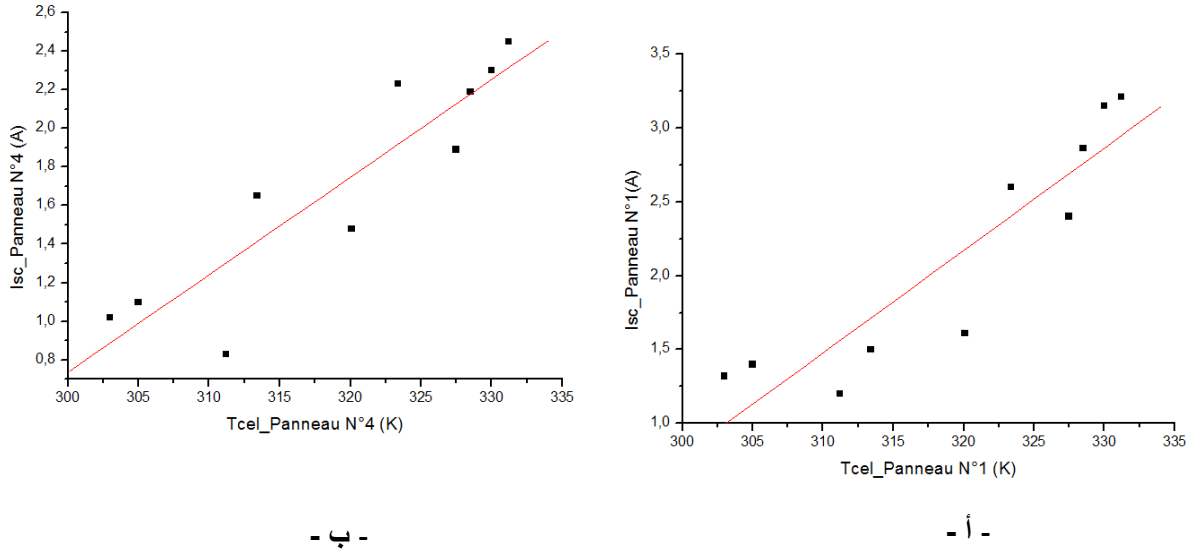 2,6
2,4
2,2
2,0
1,8
1,6
1,4
1,2
1,0
0,8
Isc_Panneau N°4 (A)
300 305 310 315 320 325 330 335
Tcel_Panneau N°4 (K)
- ب -
3,5
3,0
2,5
2,0
1,5
1,0
Isc_Panneau N°1(A)
300 305 310 315 320 325 330 335
Tcel_Panneau N°1 (K)
- أ -